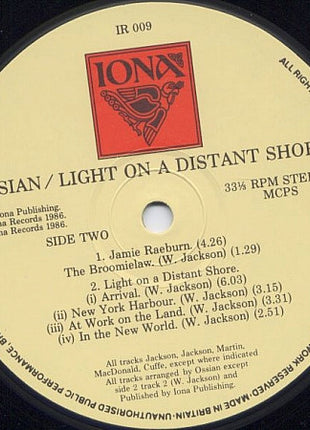 IR 009
IONA
SIAN / LIGHT ON A DISTANT SHOR
ona Publishing.
na Records 1986.
na Records 1986.
33⅓ RPM STE
MCPS
SIDE TWO
1. Jamie Raeburn. (4.26)
The Broomielaw. (W. Jackson) (1.29)
2. Light on a Distant Shore.
(i) Arrival. (W. Jackson) (6.03)
(ii) New York Harbour. (W. Jackson) (3.15)
(iii) At Work on the Land. (W. Jackson) (3.31)
(iv) In the New World. (W. Jackson) (2.51)
All tracks Jackson, Jackson, Martin,
MacDonald, Cuffe, except where indicated
All tracks arranged by Ossian except
side 2 track 2 (W. Jackson)
Published by Iona Publishing.
ALL RIGHT
WORK RESERVED·MADE IN BRITAIN·UNAUTHORISED PUBLIC PERFORMANCE BR